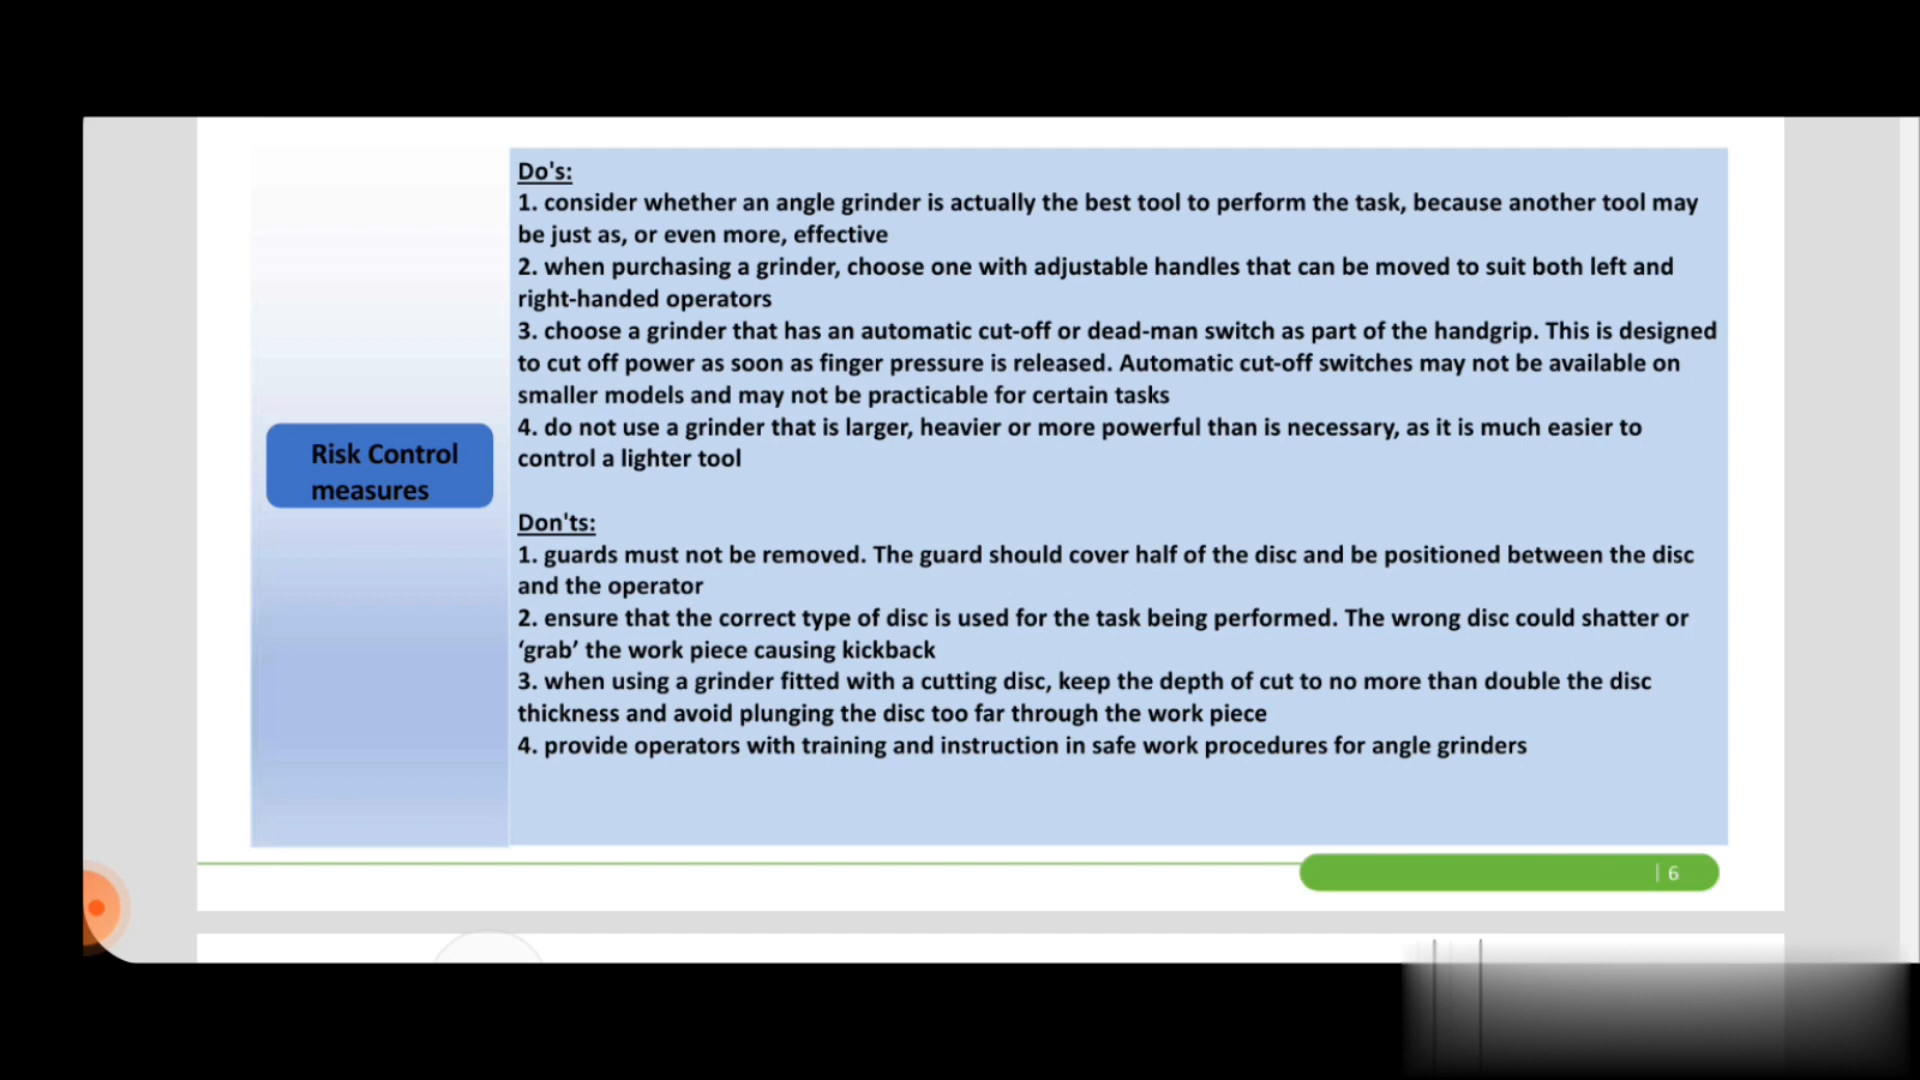 Risk Control
measures
Do's:
1. consider whether an angle grinder is actually the best tool to perform the task, because another tool may
be just as, or even more, effective
2. when purchasing a grinder, choose one with adjustable handles that can be moved to suit both left and
right-handed operators
3. choose a grinder that has an automatic cut-off or dead-man switch as part of the handgrip. This is designed
to cut off power as soon as finger pressure is released. Automatic cut-off switches may not be available on
smaller models and may not be practicable for certain tasks
4. do not use a grinder that is larger, heavier or more powerful than is necessary, as it is much easier to
control a lighter tool
Don'ts:
1. guards must not be removed. The guard should cover half of the disc and be positioned between the disc
and the operator
2. ensure that the correct type of disc is used for the task being performed. The wrong disc could shatter or
‘grab’ the work piece causing kickback
3. when using a grinder fitted with a cutting disc, keep the depth of cut to no more than double the disc
thickness and avoid plunging the disc too far through the work piece
4. provide operators with training and instruction in safe work procedures for angle grinders
| 6